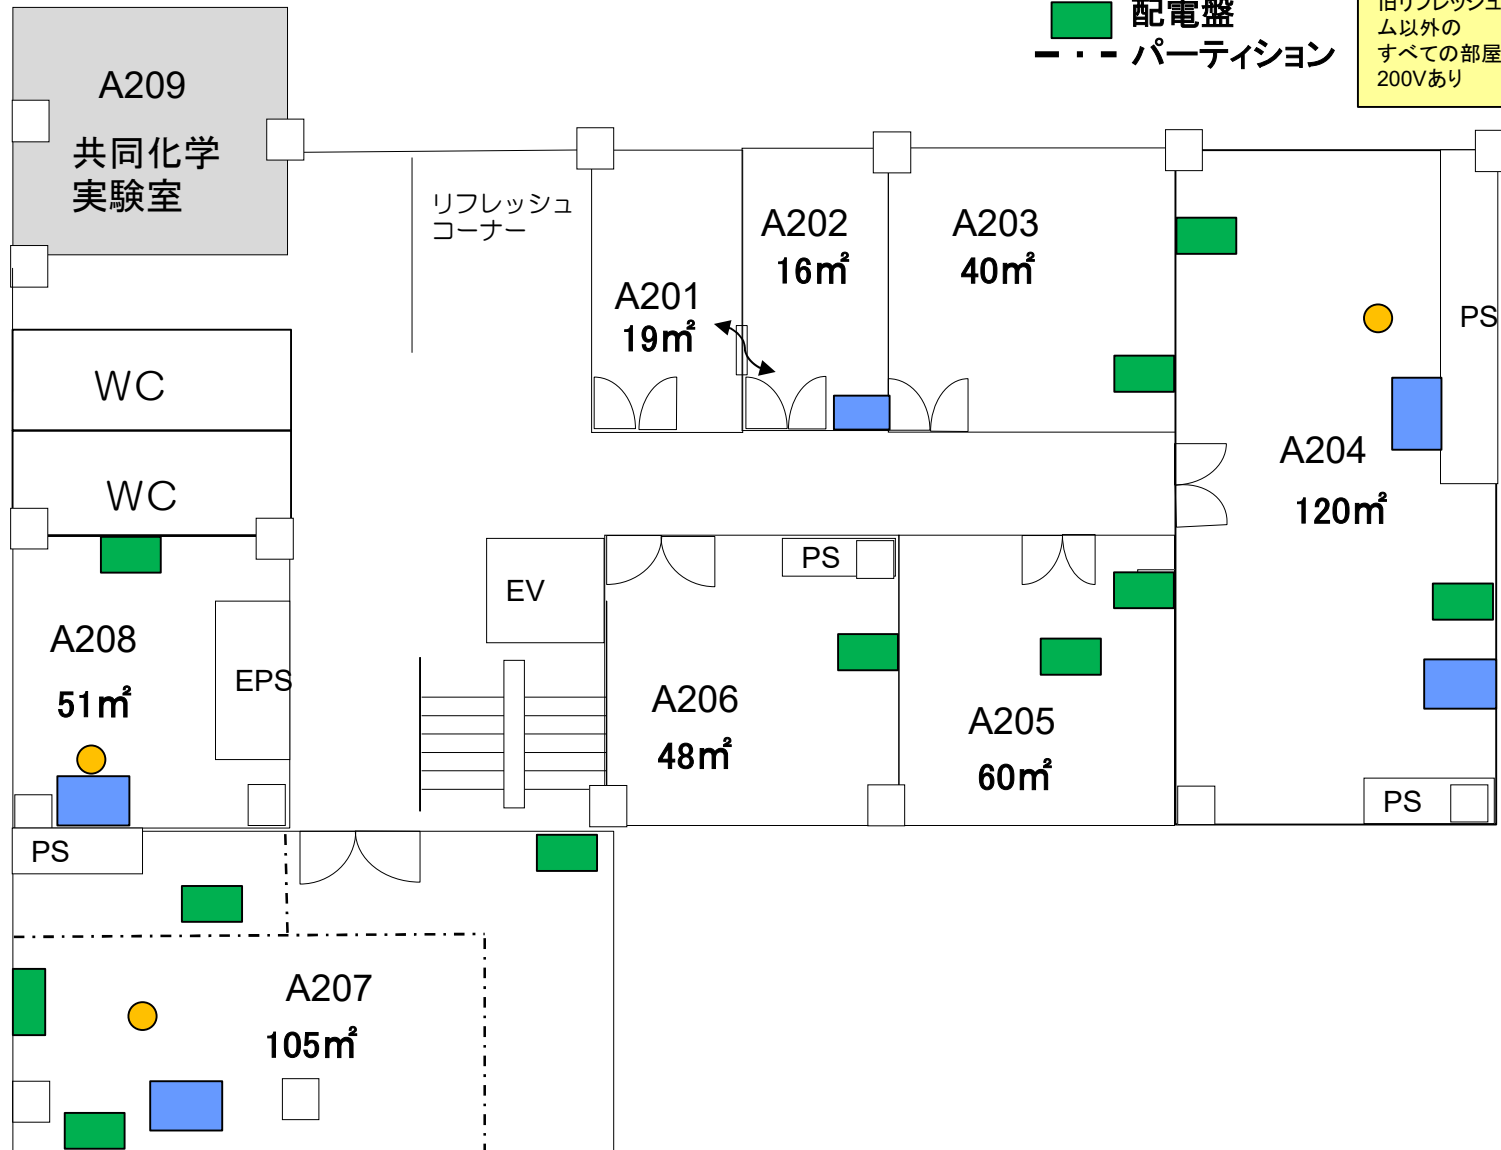 配電盤
パーティション
旧リフレッシュ
ム以外の
すべての部屋
200Vあり
A209
共同化学
実験室
リフレッシュ
コーナー
A201
19㎡
A202
16㎡
A203
40㎡
PS
A204
120㎡
WC
WC
EV
PS
A208
51㎡
EPS
A206
48㎡
A205
60㎡
PS
PS
A207
105㎡